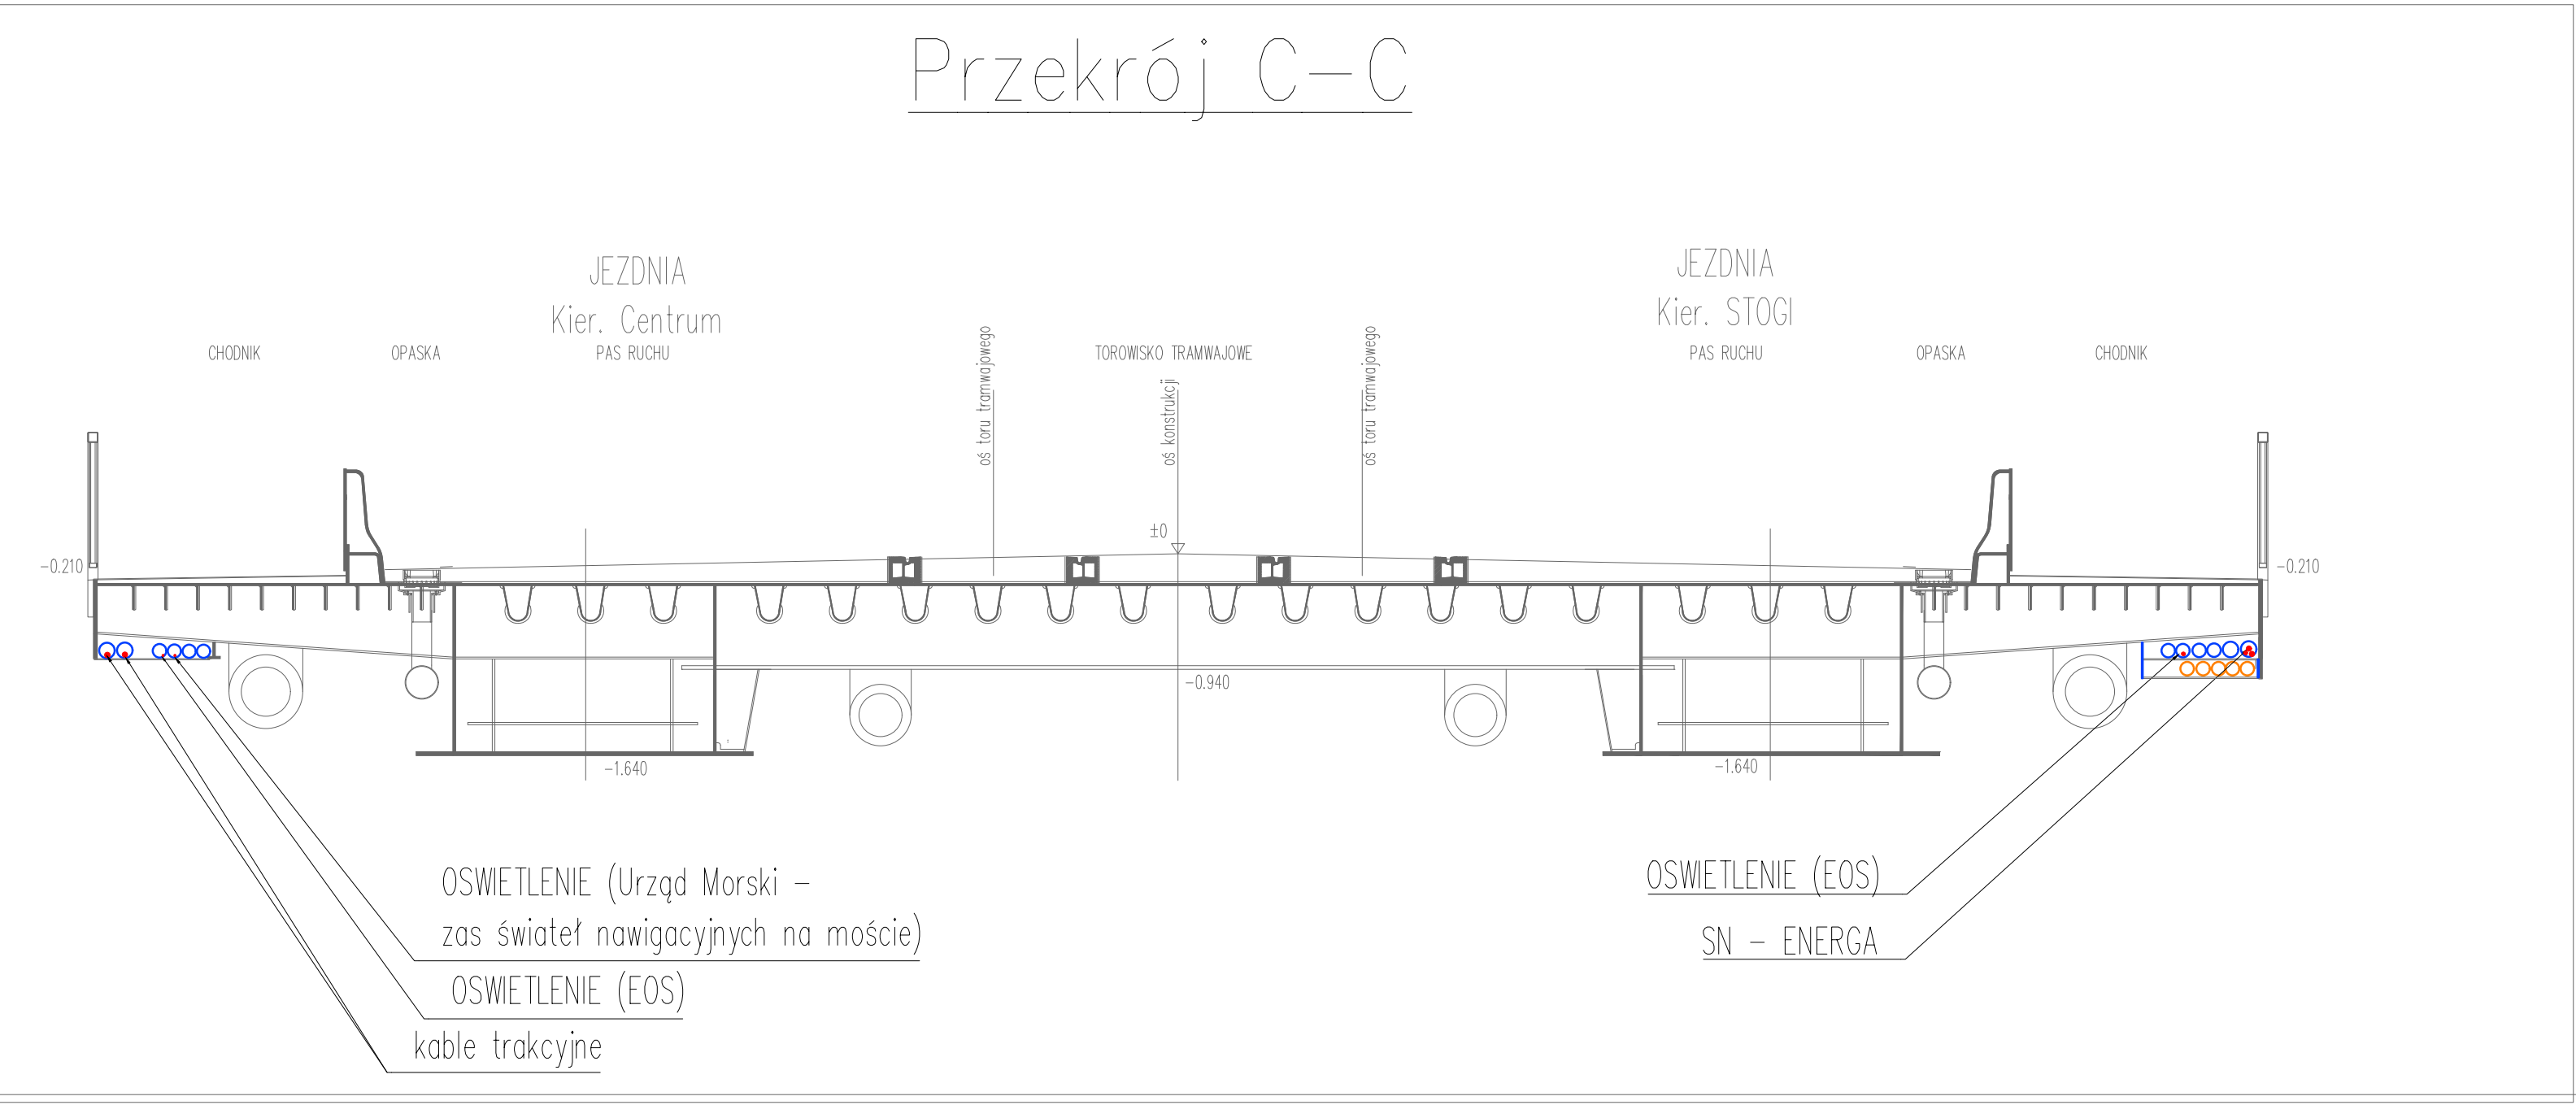 Przekrój C-C
JEZDNIA
Kier. Centrum
JEZDNIA
Kier. STOGI
CHODNIK
OPASKA
PAS RUCHU
oś toru tramwajowego
TOROWISKO TRAMWAJOWE
oś konstrukcji
oś toru tramwajowego
PAS RUCHU
OPASKA
CHODNIK
±0
-0.210
-0.210
-0.940
-1.640
-1.640
OSWIETLENIE (Urząd Morski -
zas świateł nawigacyjnych na moście)
OSWIETLENIE (EOS)
kable trakcyjne
OSWIETLENIE (EOS)
SN - ENERGA